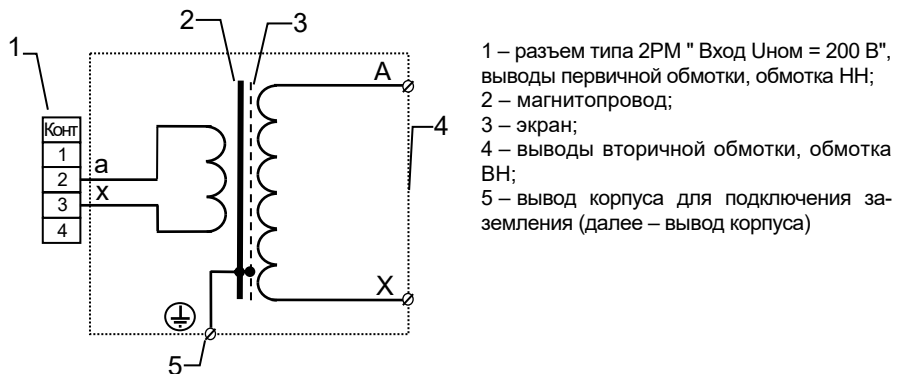 1
2
3
А
Конт
1
2
3
4
а
х
4
Х
5
1 – разъем типа 2РМ " Вход Uном = 200 В",
выводы первичной обмотки, обмотка НН;
2 – магнитопровод;
3 – экран;
4 – выводы вторичной обмотки, обмотка
ВН;
5 – вывод корпуса для подключения за-
земления (далее – вывод корпуса)